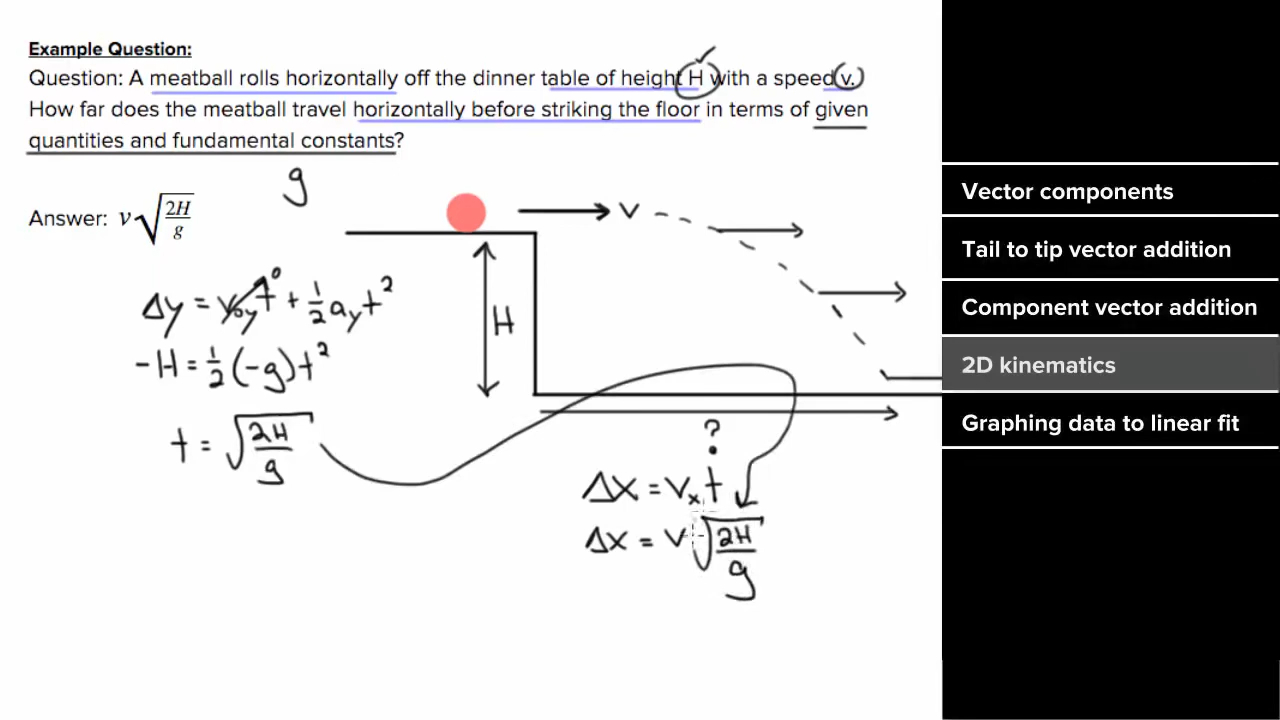 Example Question:
Question: A meatball rolls horizontally off the dinner table of height H with a speed v.
How far does the meatball travel horizontally before striking the floor in terms of given
quantities and fundamental constants?
g
Answer: v√(2H/g)
v
Δy = v₀yt⁰ + ½ayt²
-H = ½(-g)t²
t = √(2H/g)
H
?
Δx = vₓt
Δx = v√(2H/g)
Vector components
Tail to tip vector addition
Component vector addition
2D kinematics
Graphing data to linear fit